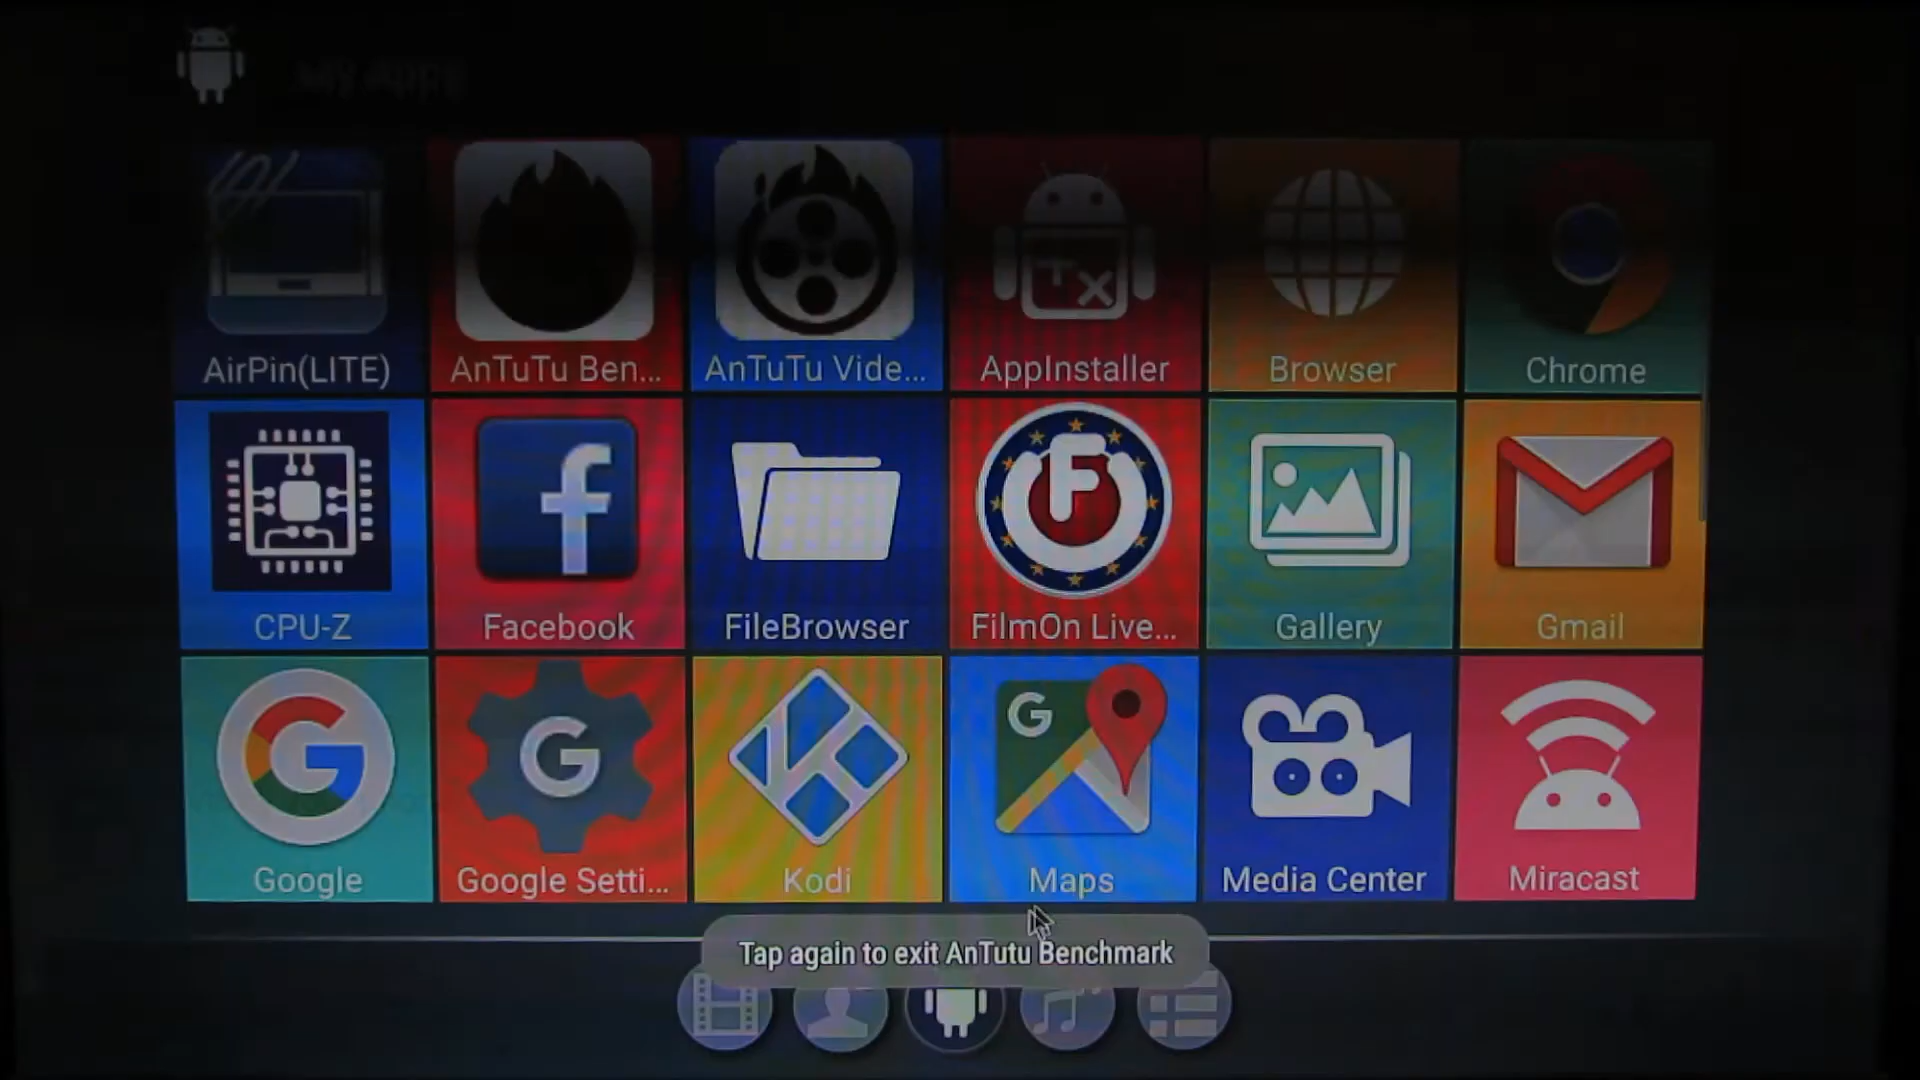 AirPin(LITE)
AnTuTu Ben...
AnTuTu Vide...
AppInstaller
Browser
Chrome
CPU-Z
Facebook
FileBrowser
FilmOn Live...
Gallery
Gmail
Google
Google Setti...
Kodi
Maps
Media Center
Miracast
Tap again to exit AnTutu Benchmark